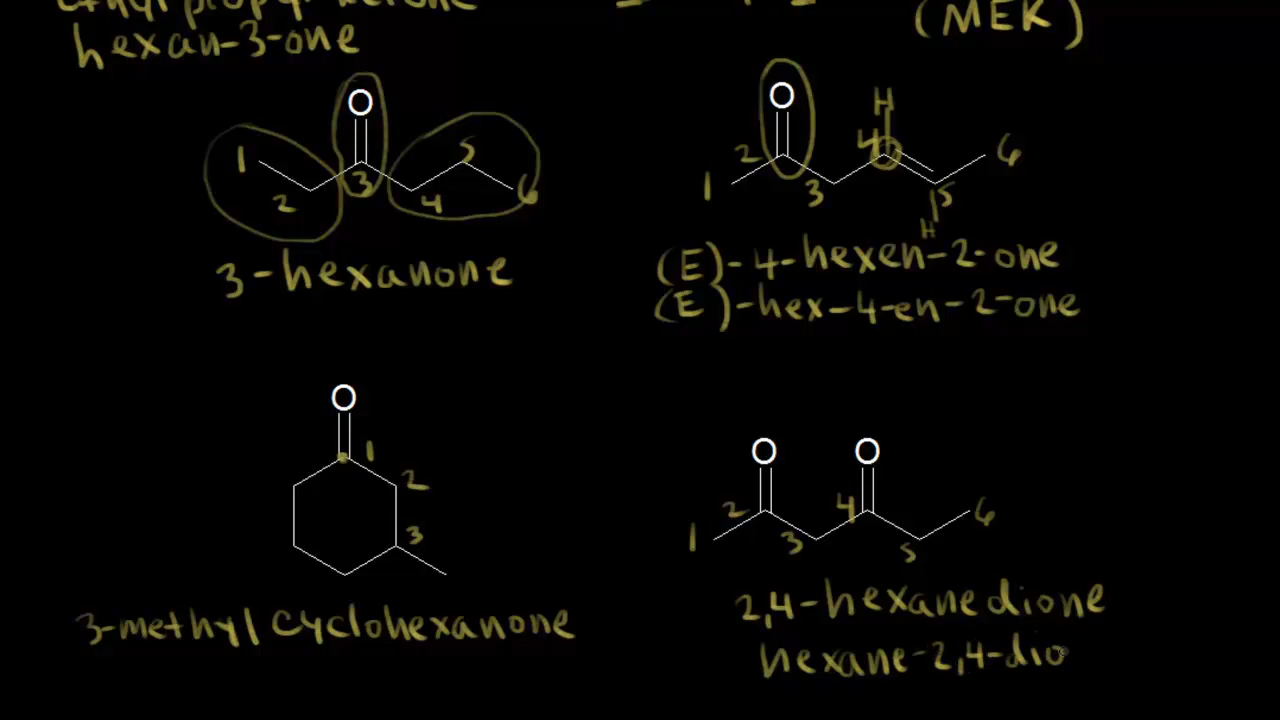 hexan-3-one
(MEK)
O
1
2
3
4
5
6
3-hexanone
O
H
1
2
3
4
5
6
H
(E)-4-hexen-2-one
(E)-hex-4-en-2-one
O
1
2
3
3-methylcyclohexanone
O O
1
2
3
4
5
6
2,4-hexanedione
hexane-2,4-dio